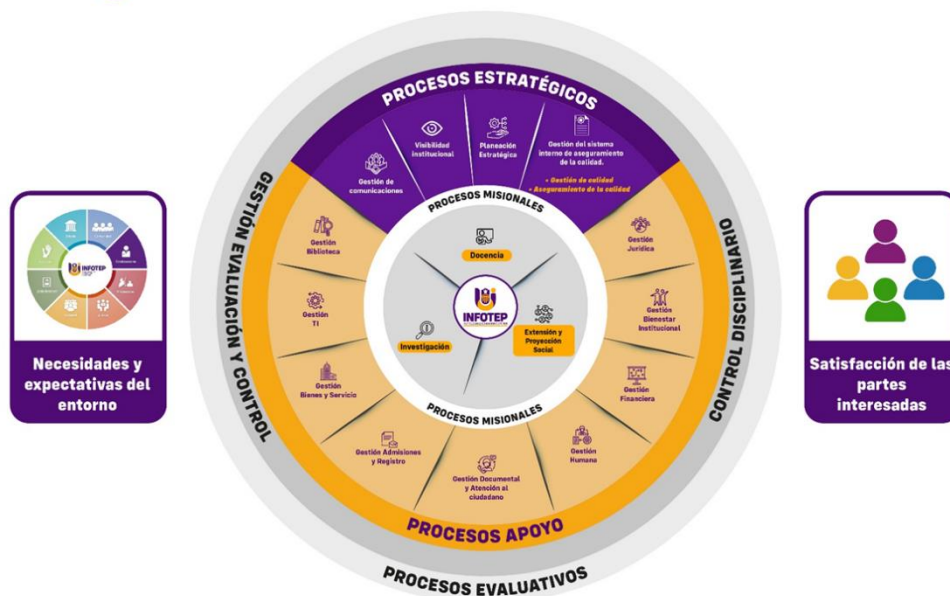 PROCESOS ESTRATÉGICOS
Gestión de
comunicaciones
Visibilidad
institucional
Planeación
Estratégica
Gestión del sistema
interno de aseguramiento
de la calidad.
+ Gestión de calidad
+ Aseguramiento de la calidad
GESTIÓN EVALUACIÓN Y CONTROL
CONTROL DISCIPLINARIO
PROCESOS MISIONALES
Docencia
INFOTEP
Investigación
Extensión y
Proyección
Social
PROCESOS MISIONALES
Gestión
Biblioteca
Gestión
TI
Gestión
Bienes y Servicio
Gestión Admisiones
y Registro
Gestión Documental
y Atención al
ciudadano
Gestión
Humana
Gestión
Financiera
Gestión
Bienestar
Institucional
Gestión
Jurídica
PROCESOS APOYO
PROCESOS EVALUATIVOS
INFOTEP
Necesidades y
expectativas del
entorno
Satisfacción de las
partes
interesadas